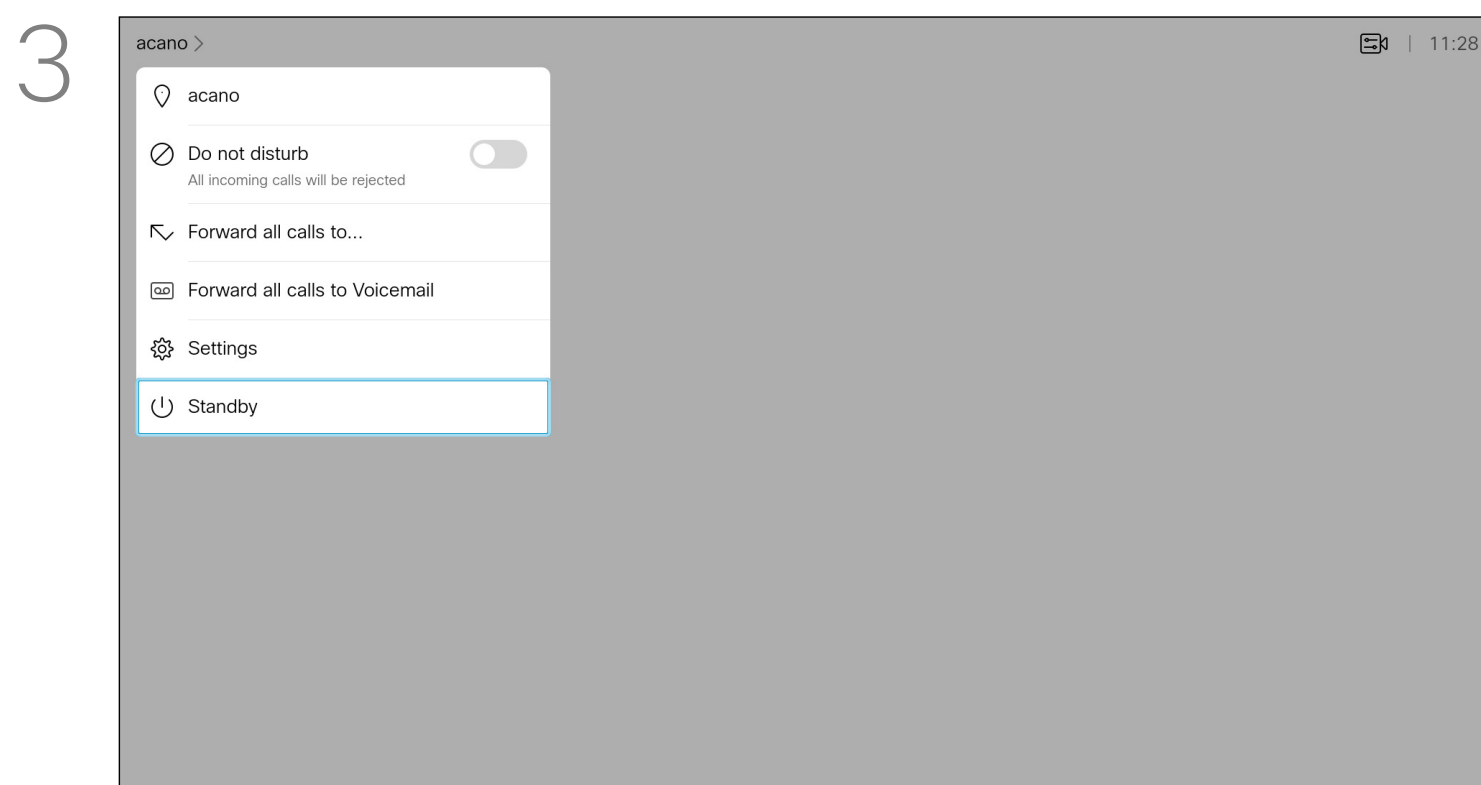 3
acano >
11:28
acano
Do not disturb
All incoming calls will be rejected
Forward all calls to...
Forward all calls to Voicemail
Settings
Standby